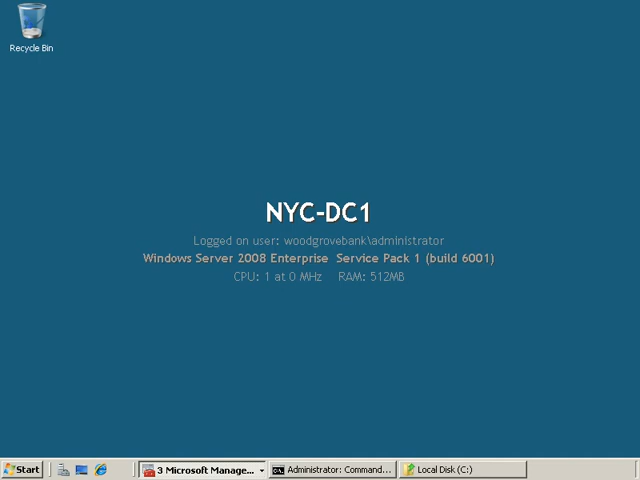 Recycle Bin
NYC-DC1
Logged on user: woodgrovebank\administrator
Windows Server 2008 Enterprise Service Pack 1 (build 6001)
CPU: 1 at 0 MHz RAM: 512MB
Start
3 Microsoft Manage...
Administrator: Command...
Local Disk (C:)